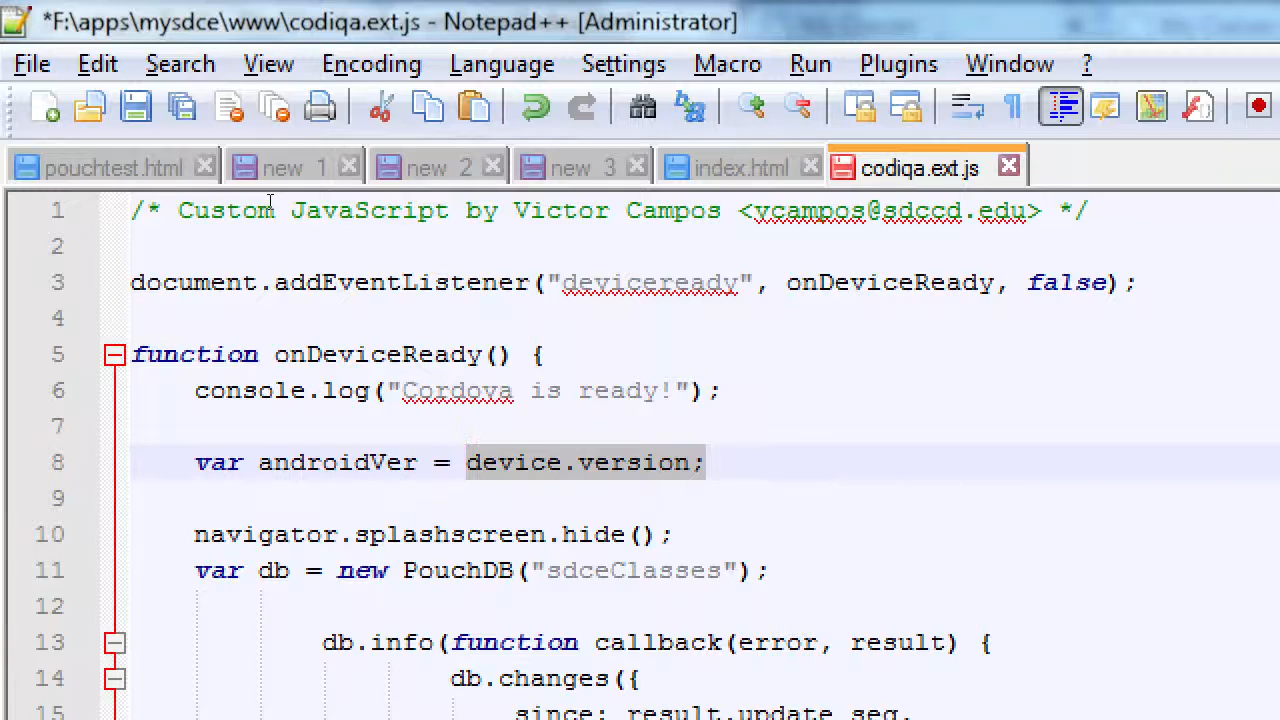 *F:\apps\mysdce\www\codiqa.ext.js - Notepad++ [Administrator]
File Edit Search View Encoding Language Settings Macro Run Plugins Window ?
pouchtest.html new 1 new 2 new 3 index.html codiqa.ext.js
1 /* Custom JavaScript by Victor Campos <vcampos@sdccd.edu> */
2
3 document.addEventListener("deviceready", onDeviceReady, false);
4
5 function onDeviceReady() {
6 console.log("Cordova is ready!");
7
8 var androidVer = device.version;
9
10 navigator.splashscreen.hide();
11 var db = new PouchDB("sdceClasses");
12
13 db.info(function callback(error, result) {
14 db.changes({
15 since: result.update_seq,